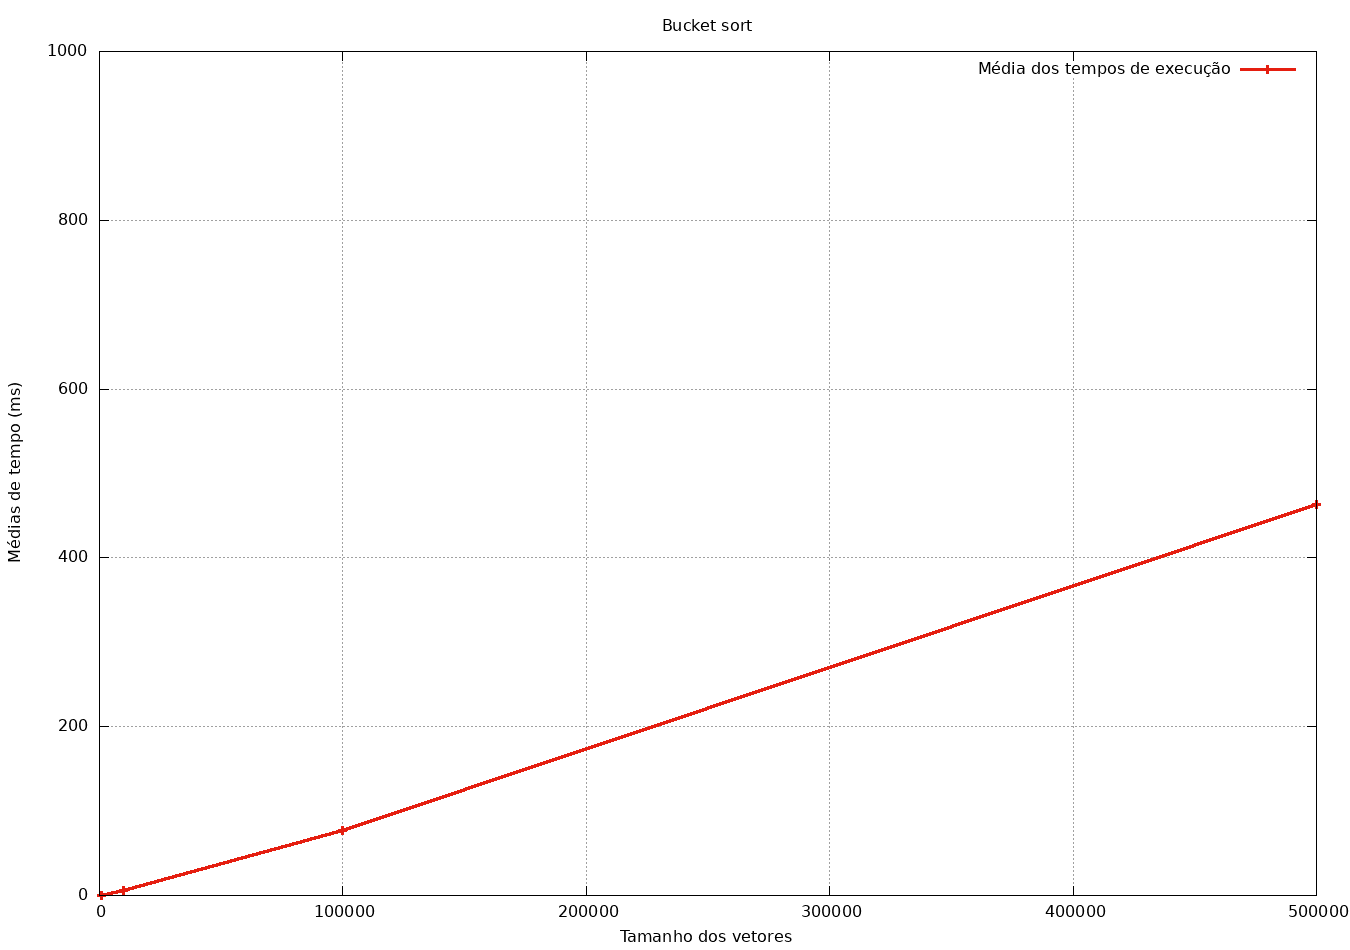 Bucket sort
Média dos tempos de execução
1000
800
600
400
200
0
Médias de tempo (ms)
0 100000 200000 300000 400000 500000
Tamanho dos vetores